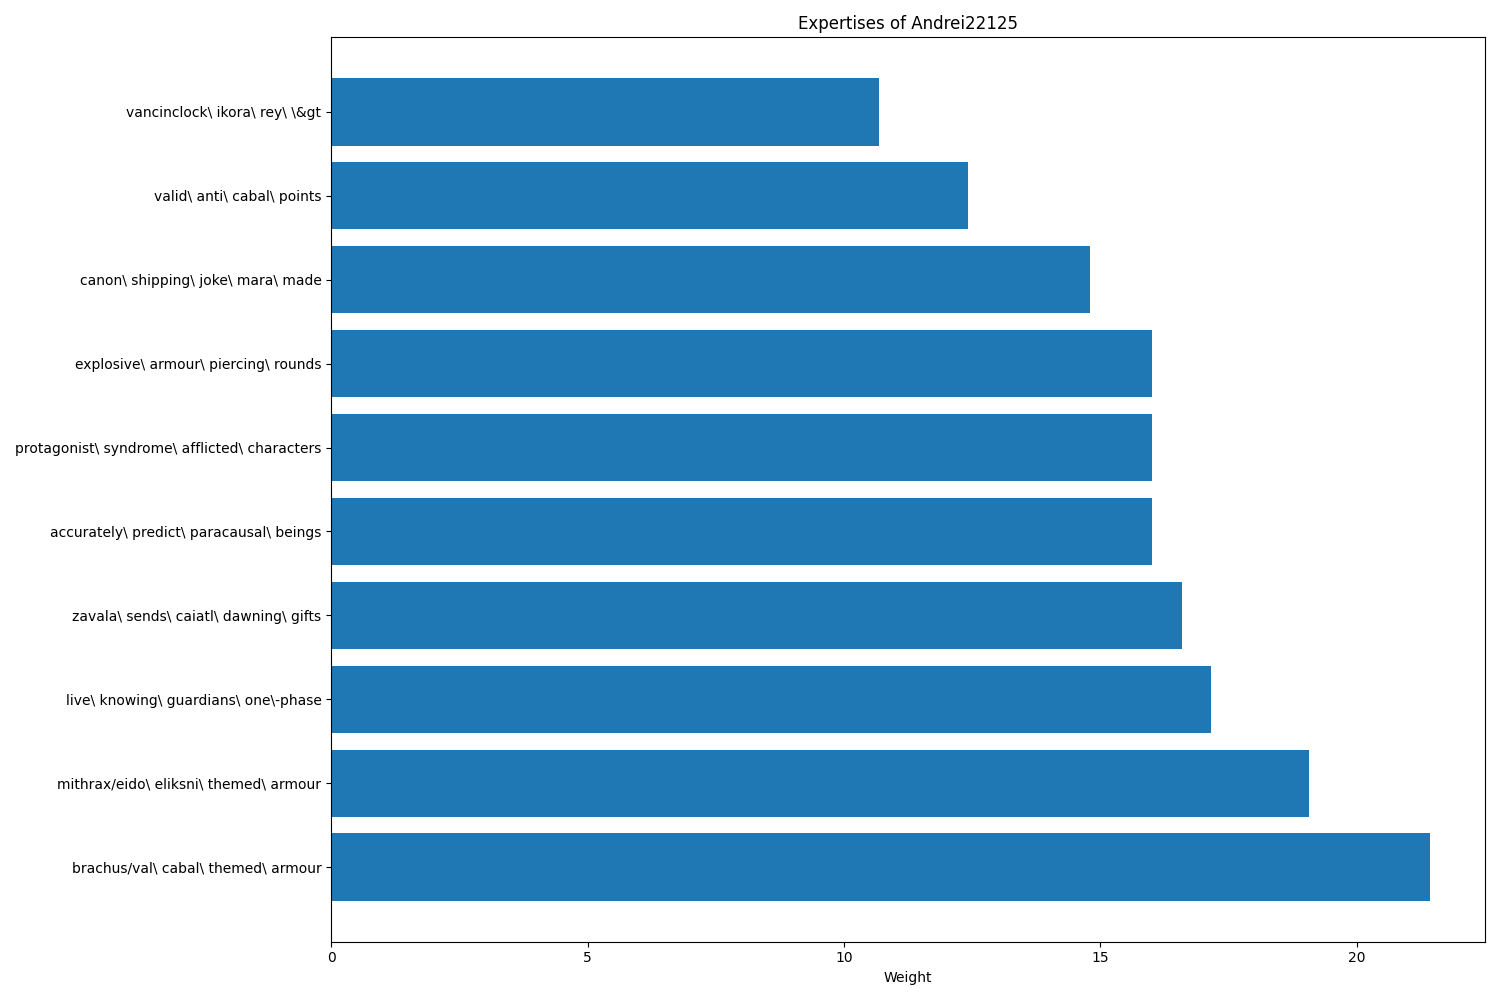 Expertises of Andrei22125
vancinclock\ ikora\ rey\ \&gt
valid\ anti\ cabal\ points
canon\ shipping\ joke\ mara\ made
explosive\ armour\ piercing\ rounds
protagonist\ syndrome\ afflicted\ characters
accurately\ predict\ paracausal\ beings
zavala\ sends\ caiatl\ dawning\ gifts
live\ knowing\ guardians\ one\-phase
mithrax/eido\ eliksni\ themed\ armour
brachus/val\ cabal\ themed\ armour
0 5 10 15 20
Weight